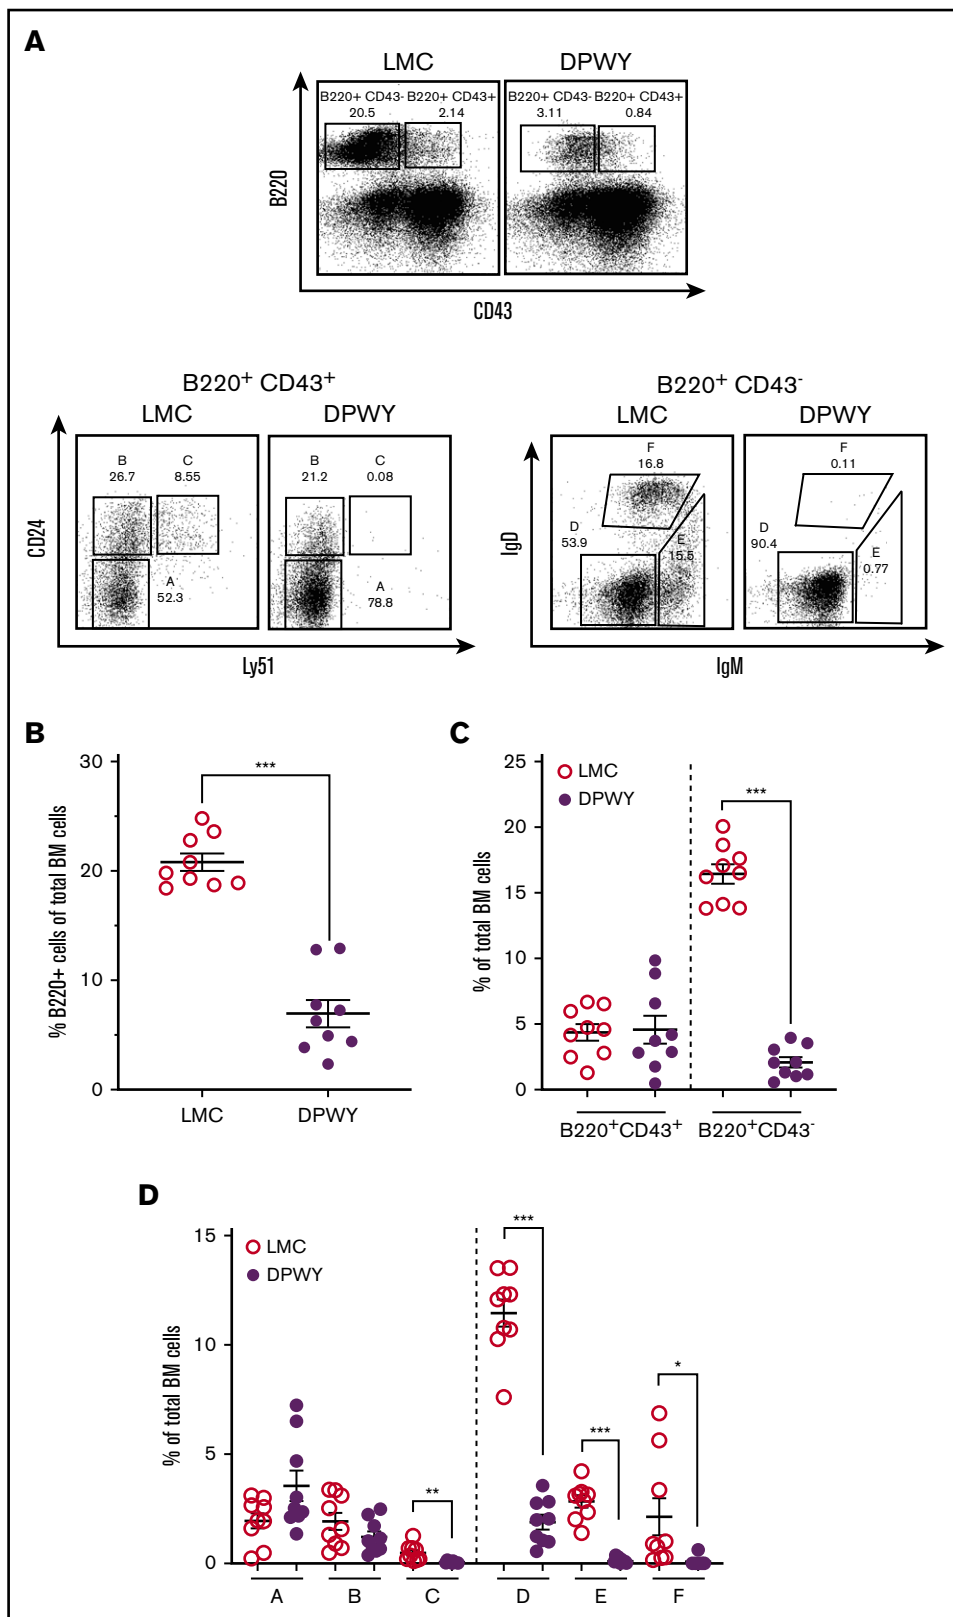 A
LMC DPWY
B220+ CD43- B220+ CD43+ B220+ CD43- B220+ CD43+
20.5 2.14 3.11 0.84
B220
CD43
B220+ CD43+
LMC DPWY
B C B C
26.7 8.55 21.2 0.08
A A
52.3 78.8
CD24
Ly51
B220+ CD43-
LMC DPWY
F F
16.8 0.11
D D
53.9 90.4
E E
15.5 0.77
IgD
IgM
B
30
20
10
0
% B220+ cells of total BM cells
***
LMC DPWY
C
25
20
15
10
5
0
% of total BM cells
LMC
DPWY
***
B220+CD43+ B220+CD43-
D
15
10
5
0
% of total BM cells
LMC
DPWY
**
***
***
*
A B C D E F